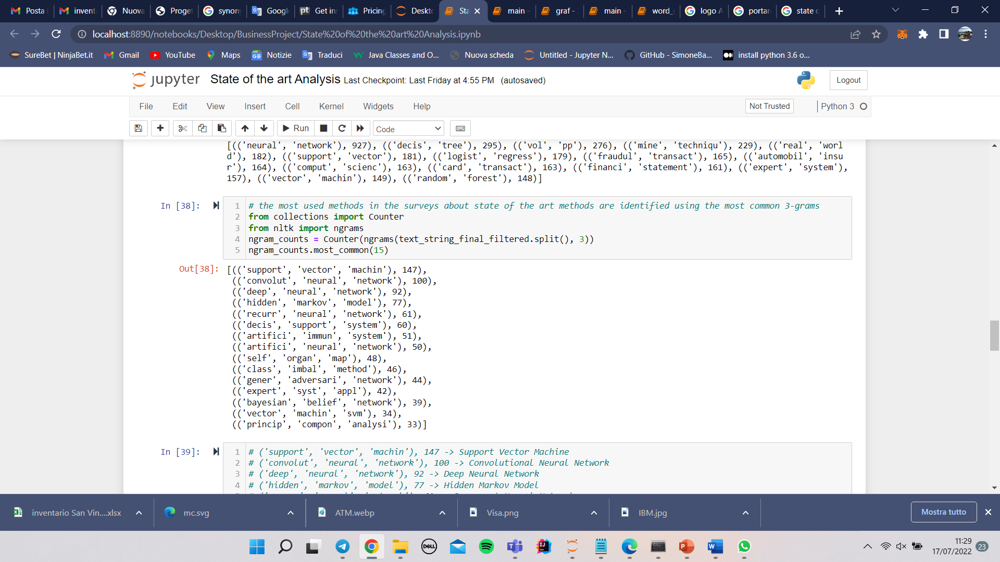 Posta i
invent
Nuova
Proget
synony
Google
Get ins
Pricing
Deskto
Sta
main -
graf -
main -
word_c
logo A
portar
state o
localhost:8890/notebooks/Desktop/BusinessProject/State%20of%20the%20art%20Analysis.ipynb
SureBet | NinjaBet.it
Gmail
YouTube
Maps
Notizie
Traduci
Java Classes and O...
Nuova scheda
Untitled - Jupyter N...
GitHub - SimoneBa...
install python 3.6 o...
jupyter State of the art Analysis Last Checkpoint: Last Friday at 4:55 PM (autosaved)
Logout
File Edit View Insert Cell Kernel Widgets Help
Not Trusted
Python 3
Run
Code
[(('neural', 'network'), 927), (('decis', 'tree'), 295), (('vol', 'pp'), 276), (('mine', 'techniqu'), 229), (('real', 'worl
d'), 182), (('support', 'vector'), 181), (('logist', 'regress'), 179), (('fraudul', 'transact'), 165), (('automobil', 'insu
r'), 164), (('comput', 'scienc'), 163), (('card', 'transact'), 163), (('financi', 'statement'), 161), (('expert', 'system'),
157), (('vector', 'machin'), 149), (('random', 'forest'), 148)]
In [38]:
1 # the most used methods in the surveys about state of the art methods are identified using the most common 3-grams
2 from collections import Counter
3 from nltk import ngrams
4 ngram_counts = Counter(ngrams(text_string_final_filtered.split(), 3))
5 ngram_counts.most_common(15)
Out[38]: [(('support', 'vector', 'machin'), 147),
(('convolut', 'neural', 'network'), 100),
(('deep', 'neural', 'network'), 92),
(('hidden', 'markov', 'model'), 77),
(('recurr', 'neural', 'network'), 61),
(('decis', 'support', 'system'), 60),
(('artifici', 'immun', 'system'), 51),
(('artifici', 'neural', 'network'), 50),
(('self', 'organ', 'map'), 48),
(('class', 'imbal', 'method'), 46),
(('gener', 'adversari', 'network'), 44),
(('expert', 'syst', 'appl'), 42),
(('bayesian', 'belief', 'network'), 39),
(('vector', 'machin', 'svm'), 34),
(('princip', 'compon', 'analysi'), 33)]
In [39]:
1 # ('support', 'vector', 'machin'), 147 -> Support Vector Machine
2 # ('convolut', 'neural', 'network'), 100 -> Convolutional Neural Network
3 # ('deep', 'neural', 'network'), 92 -> Deep Neural Network
4 # ('hidden', 'markov', 'model'), 77 -> Hidden Markov Model
inventario San Vin....xlsx
mc.svg
ATM.webp
Visa.png
IBM.jpg
Mostra tutto
DELL
11:29
17/07/2022
23